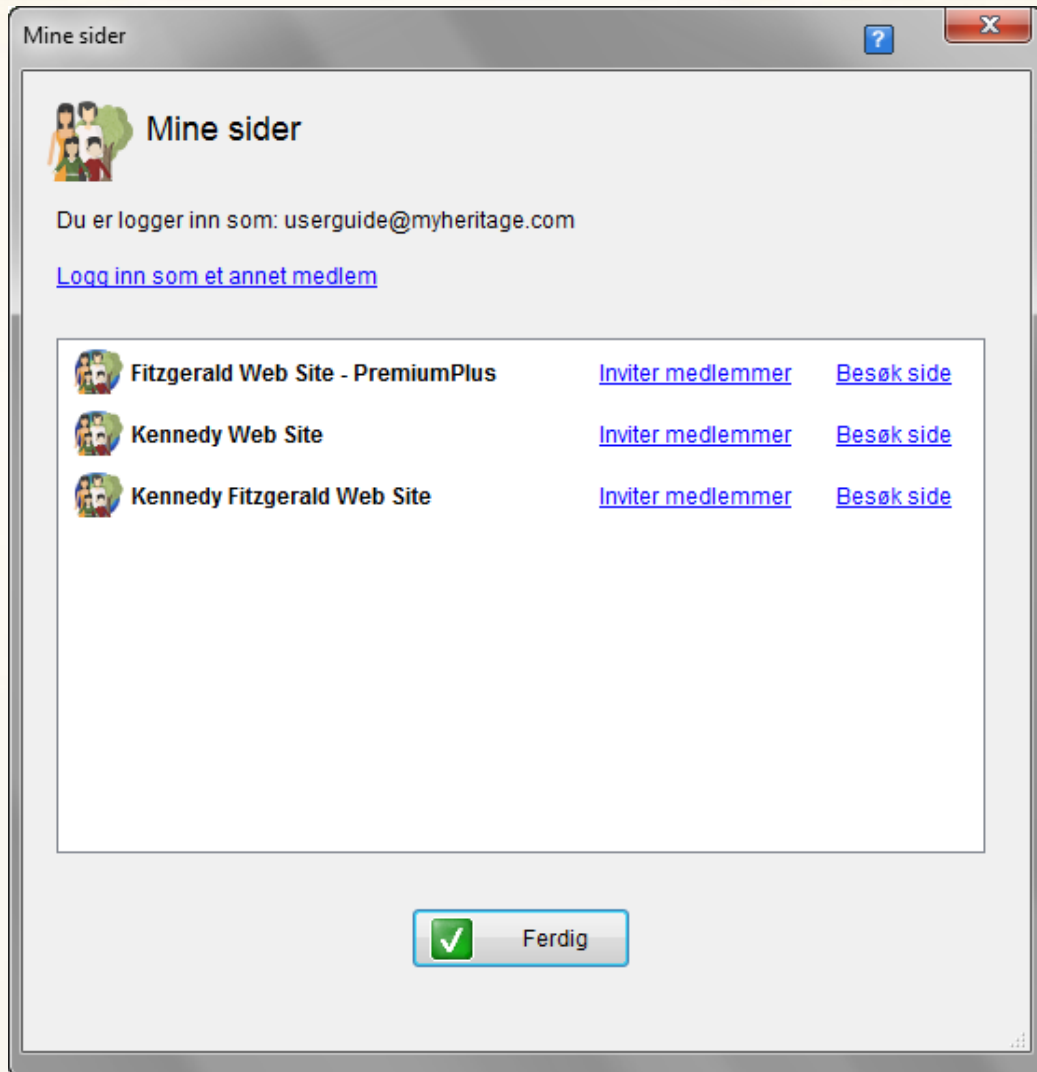 Mine sider
?
X
Mine sider
Du er logger inn som: userguide@myheritage.com
Logg inn som et annet medlem
Fitzgerald Web Site - PremiumPlus Inviter medlemmer Besøk side
Kennedy Web Site Inviter medlemmer Besøk side
Kennedy Fitzgerald Web Site Inviter medlemmer Besøk side
Ferdig